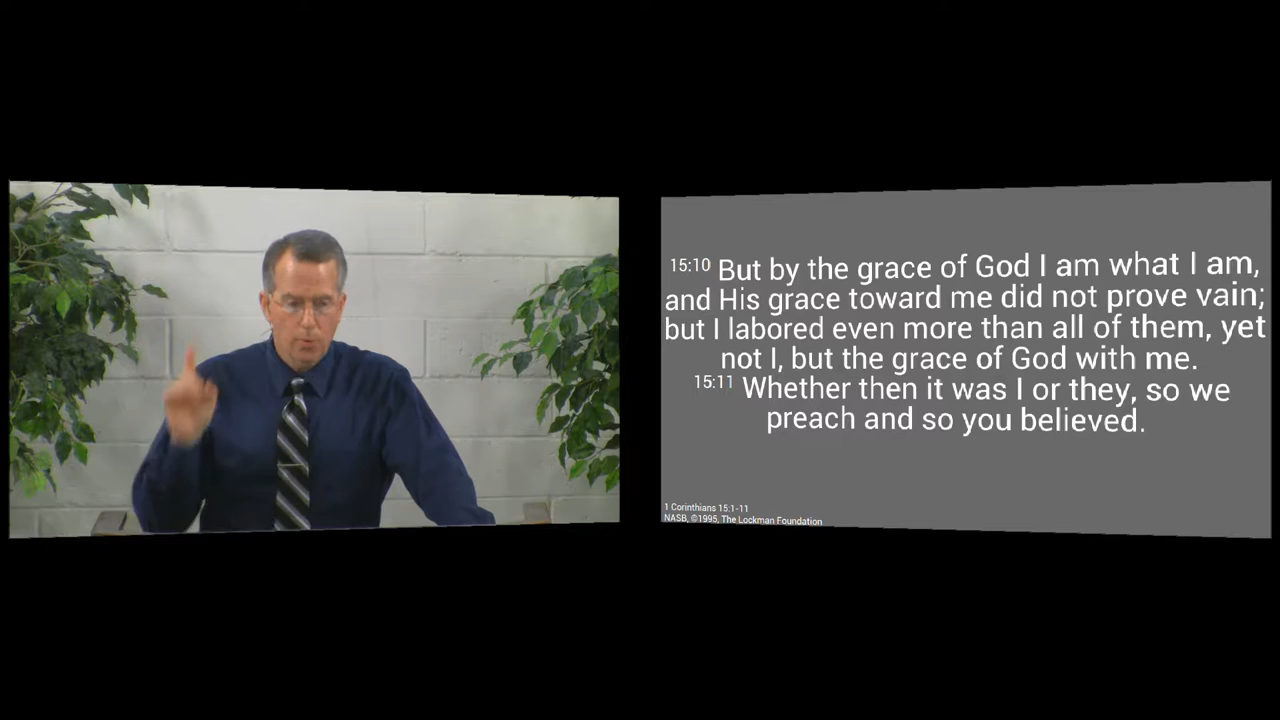 15:10 But by the grace of God I am what I am,
and His grace toward me did not prove vain;
but I labored even more than all of them, yet
not I, but the grace of God with me.
15:11 Whether then it was I or they, so we
preach and so you believed.
1 Corinthians 15:1-11
NASB, ©1995, The Lockman Foundation